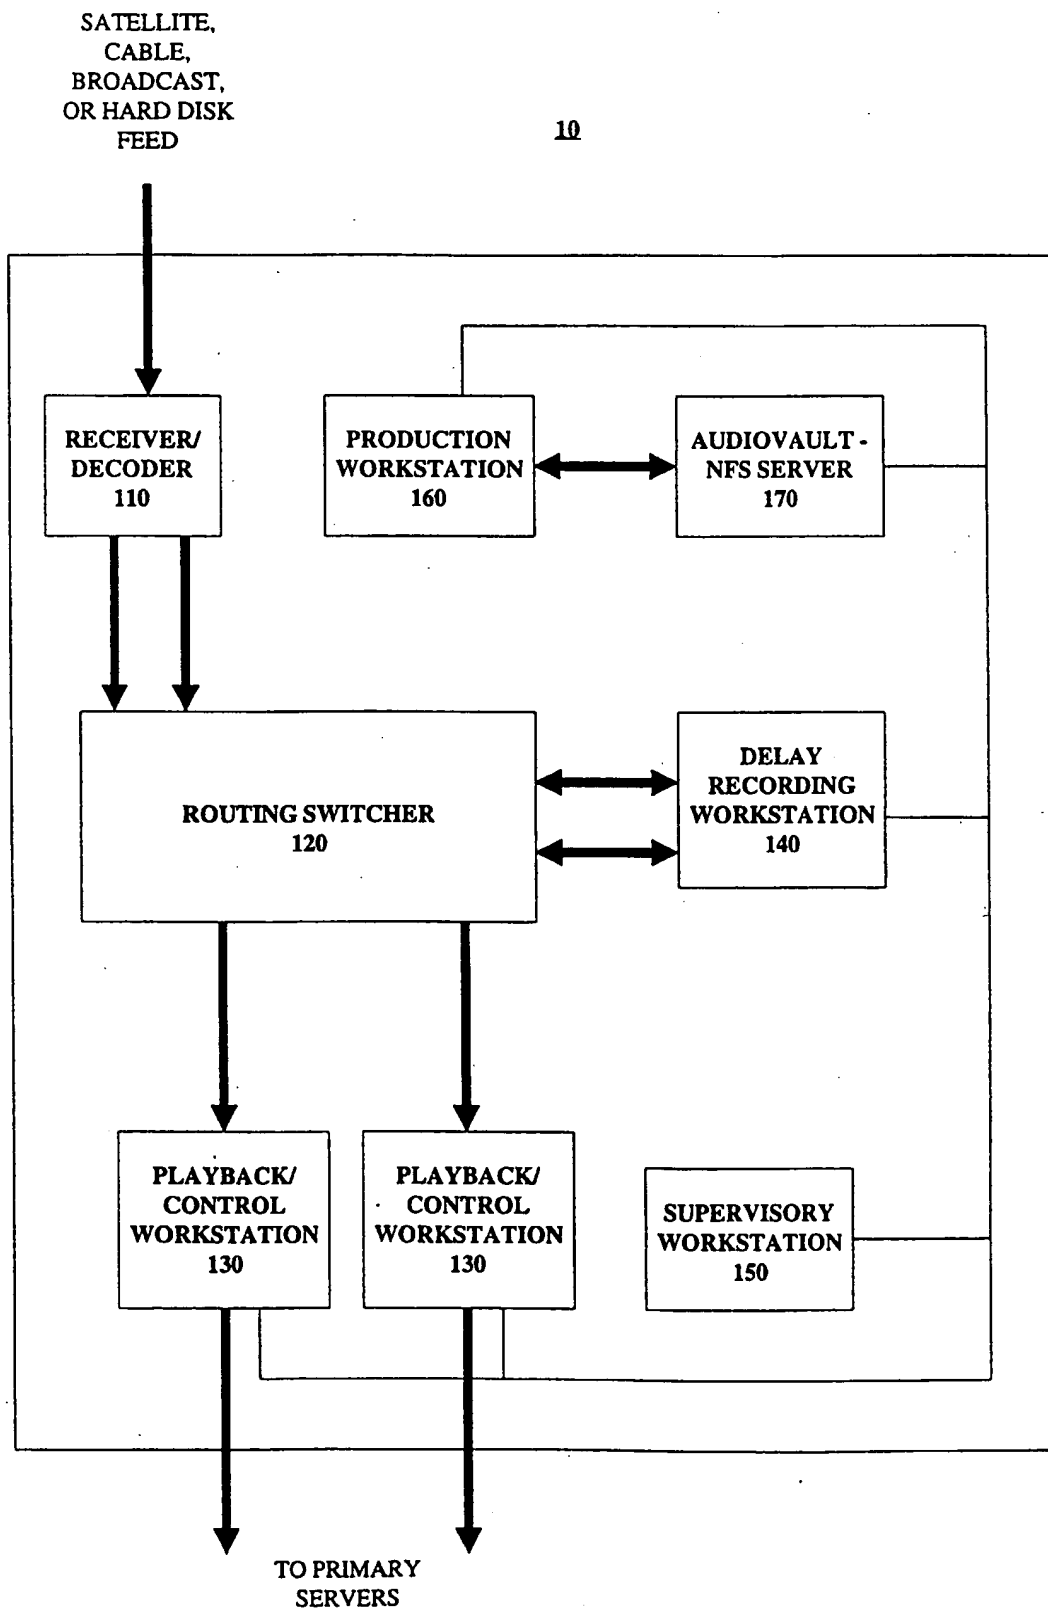 SATELLITE,
CABLE,
BROADCAST,
OR HARD DISK
FEED
10
RECEIVER/
DECODER
110
PRODUCTION
WORKSTATION
160
AUDIOVAULT -
NFS SERVER
170
ROUTING SWITCHER
120
DELAY
RECORDING
WORKSTATION
140
PLAYBACK/
CONTROL
WORKSTATION
130
PLAYBACK/
CONTROL
WORKSTATION
130
SUPERVISORY
WORKSTATION
150
TO PRIMARY
SERVERS